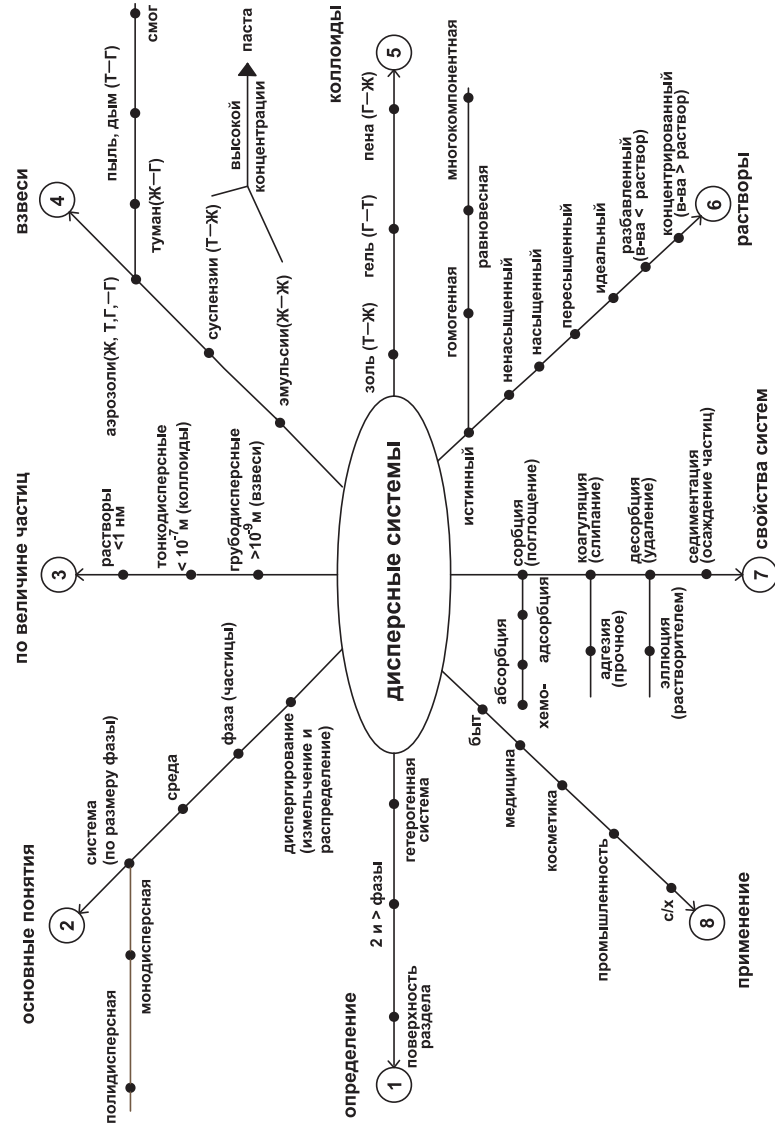 дисперсные системы
1
определение
гетерогенная
система
2 и > фазы
поверхность
раздела
2
основные понятия
диспергирование
(измельчение и
распределение)
фаза (частицы)
среда
система
(по размеру фазы)
монодисперсная
полидисперсная
3
по величине частиц
грубодисперсные
>10⁻⁹ м (взвеси)
тонкодисперсные
< 10⁻⁷ м (коллоиды)
растворы
<1 нм
4
взвеси
эмульсии(Ж—Ж)
суспензии (Т—Ж)
высокой
концентрации
паста
аэрозоли(Ж, Т,Г,—Г)
туман(Ж—Г)
пыль, дым (Т—Г)
смог
5
коллоиды
золь (Т—Ж)
гель (Г—Т)
пена (Г—Ж)
6
растворы
истинный
гомогенная
равновесная
многокомпонентная
ненасыщенный
насыщенный
пересыщенный
идеальный
разбавленный
(в-ва < раствор)
концентрированный
(в-ва > раствор)
7
свойства систем
сорбция
(поглощение)
адсорбция
абсорбция
хемо-
коагуляция
(слипание)
адгезия
(прочное)
десорбция
(удаление)
эллюция
(растворителем)
седиментация
(осаждение частиц)
8
применение
быт
медицина
косметика
промышленность
с/х